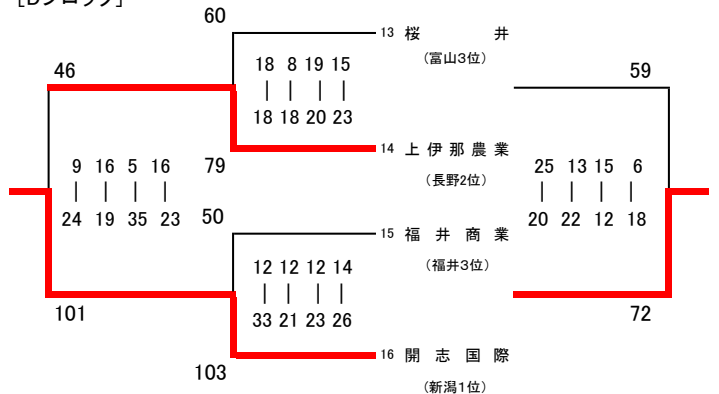 [Dブロック]
60
13 桜井
(富山3位)
18 8 19 15
| | | |
18 18 20 23
46
59
14 上伊那農業
(長野2位)
79
9 16 5 16
| | | |
24 19 35 23
25 13 15 6
| | | |
20 22 12 18
50
15 福井商業
(福井3位)
12 12 12 14
| | | |
33 21 23 26
101
72
16 開志国際
(新潟1位)
103